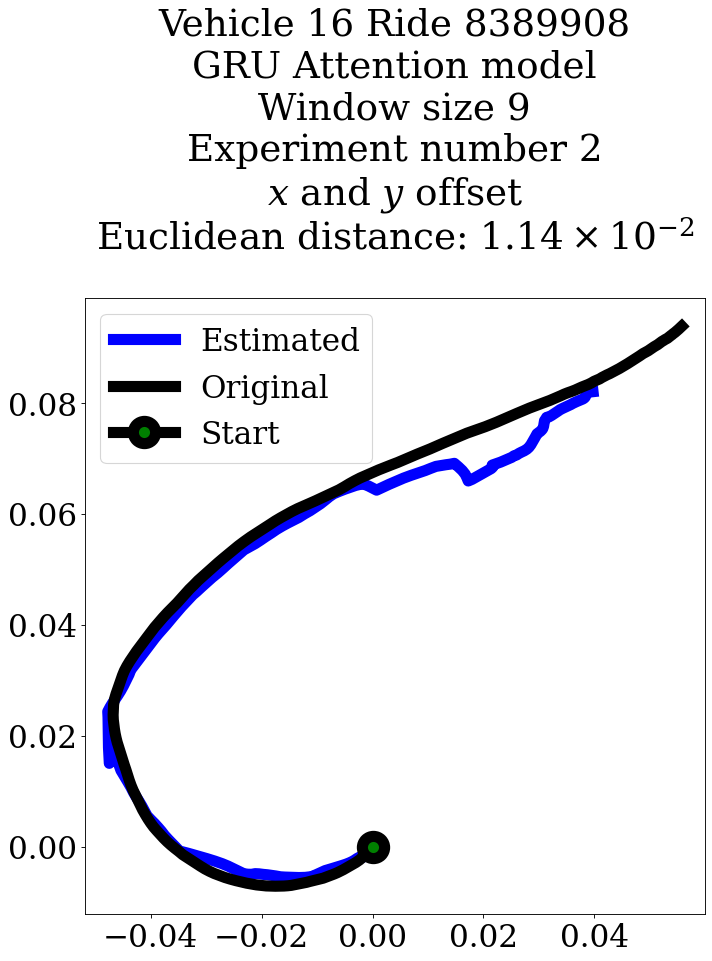 Vehicle 16 Ride 8389908
GRU Attention model
Window size 9
Experiment number 2
x and y offset
Euclidean distance: 1.14 × 10⁻²
Estimated
Original
Start
0.08
0.06
0.04
0.02
0.00
−0.04 −0.02 0.00 0.02 0.04